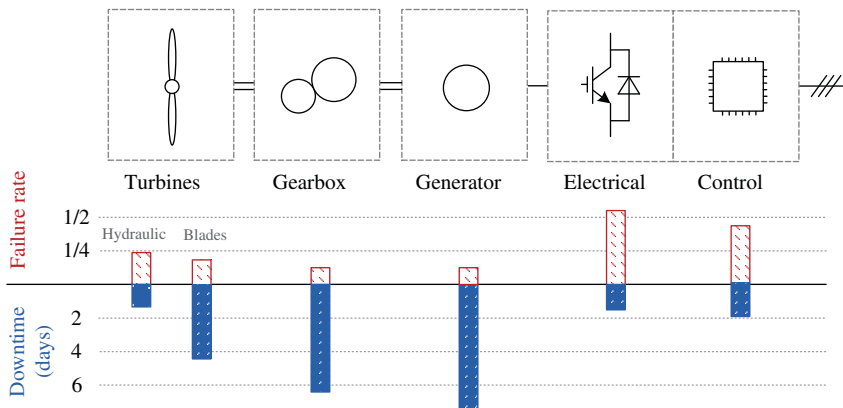 Turbines Gearbox Generator Electrical Control
Failure rate
1/2
Hydraulic Blades
1/4
Downtime
(days)
2
4
6